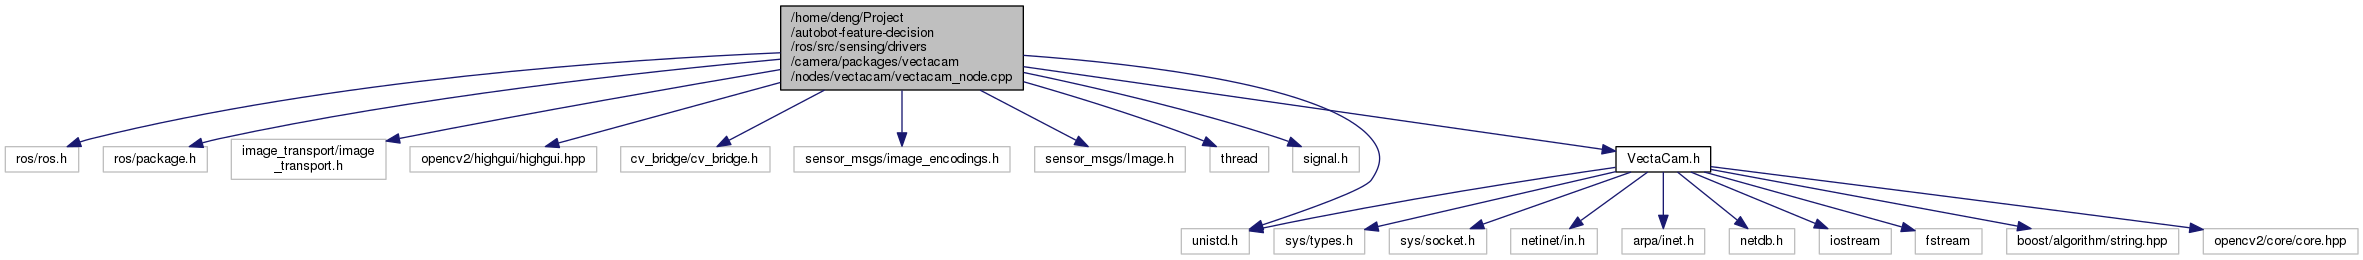 /home/deng/Project
/autobot-feature-decision
/ros/src/sensing/drivers
/camera/packages/vectacam
/nodes/vectacam/vectacam_node.cpp
ros/ros.h
ros/package.h
image_transport/image
_transport.h
opencv2/highgui/highgui.hpp
cv_bridge/cv_bridge.h
sensor_msgs/image_encodings.h
sensor_msgs/Image.h
thread
signal.h
VectaCam.h
unistd.h
sys/types.h
sys/socket.h
netinet/in.h
arpa/inet.h
netdb.h
iostream
fstream
boost/algorithm/string.hpp
opencv2/core/core.hpp